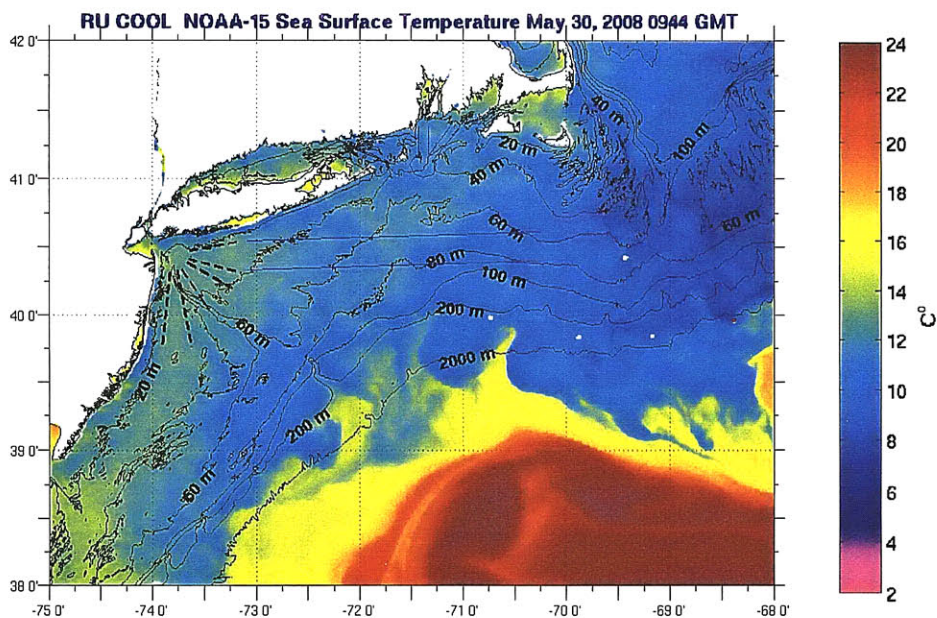 RU COOL NOAA-15 Sea Surface Temperature May 30, 2008 0944 GMT
42 0'
41 0'
40 0'
39 0'
38 0'
-75 0'
-74 0'
-73 0'
-72 0'
-71 0'
-70 0'
-69 0'
-68 0'
40 m
100 m
20 m
40 m
60 m
60 m
80 m
100 m
200 m
2000 m
60 m
20 m
200 m
60 m
24
22
20
18
16
14
12
10
8
6
4
2
C°